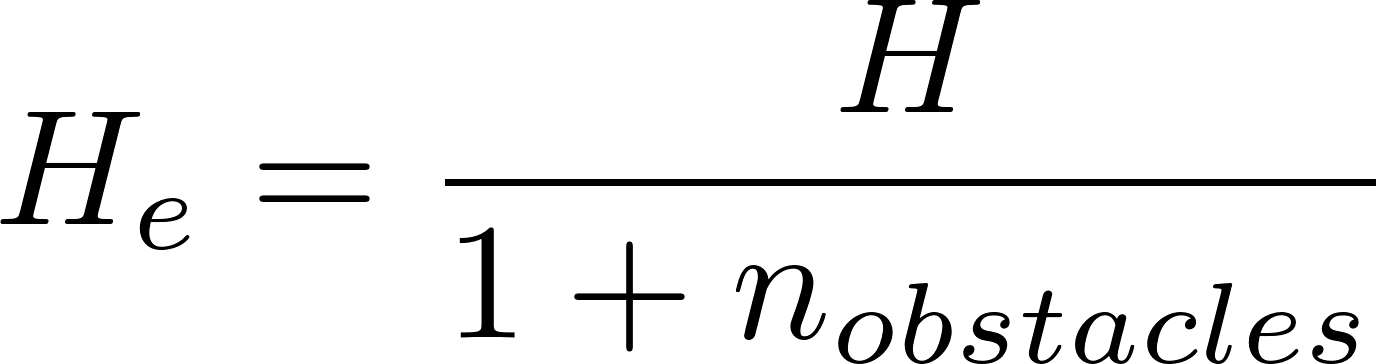 H_e = \frac{H}{1 + n_{obstacles}}